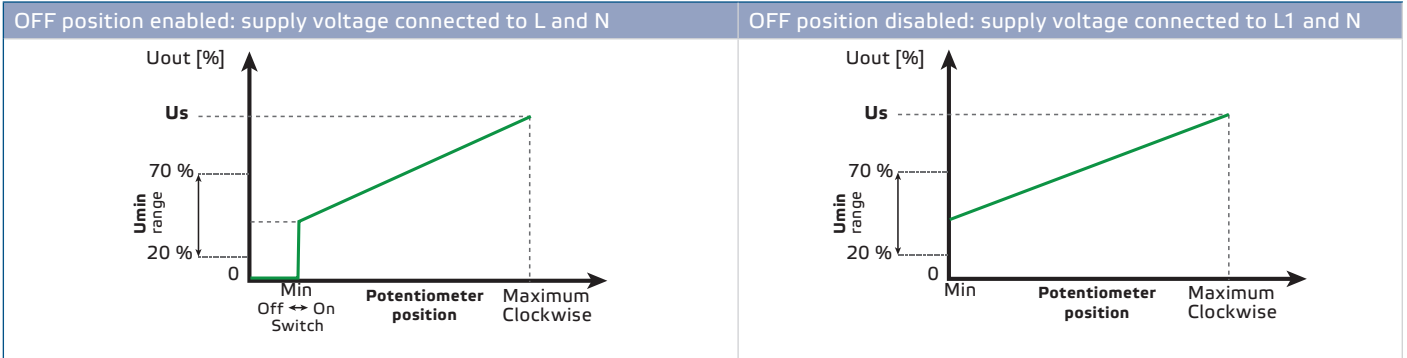 OFF position enabled: supply voltage connected to L and N
Uout [%]
Us
70 %
Umin
range
20 %
0
Min
Off ↔ On
Switch
Potentiometer
position
Maximum
Clockwise
OFF position disabled: supply voltage connected to L1 and N
Uout [%]
Us
70 %
Umin
range
20 %
0
Min
Potentiometer
position
Maximum
Clockwise